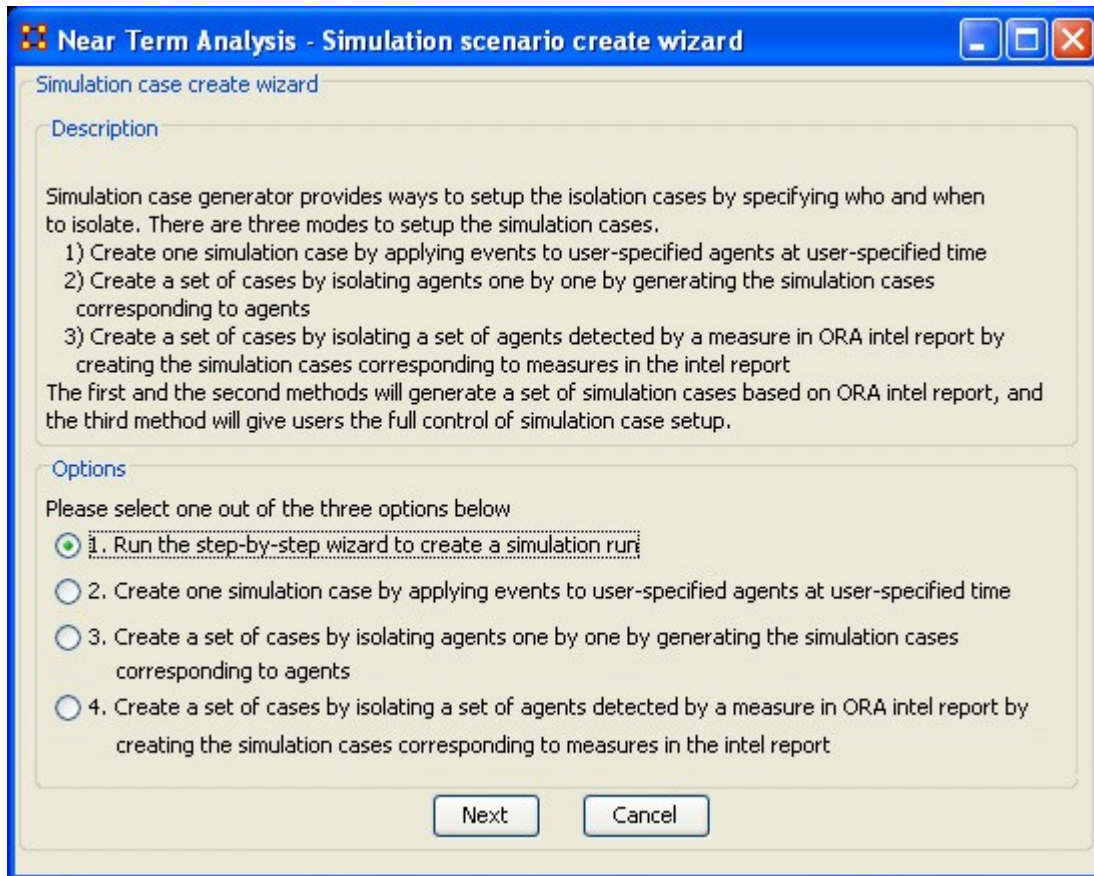 Near Term Analysis - Simulation scenario create wizard
Simulation case create wizard
Description
Simulation case generator provides ways to setup the isolation cases by specifying who and when
to isolate. There are three modes to setup the simulation cases.
1) Create one simulation case by applying events to user-specified agents at user-specified time
2) Create a set of cases by isolating agents one by one by generating the simulation cases
corresponding to agents
3) Create a set of cases by isolating a set of agents detected by a measure in ORA intel report by
creating the simulation cases corresponding to measures in the intel report
The first and the second methods will generate a set of simulation cases based on ORA intel report, and
the third method will give users the full control of simulation case setup.
Options
Please select one out of the three options below
1. Run the step-by-step wizard to create a simulation run
2. Create one simulation case by applying events to user-specified agents at user-specified time
3. Create a set of cases by isolating agents one by one by generating the simulation cases
corresponding to agents
4. Create a set of cases by isolating a set of agents detected by a measure in ORA intel report by
creating the simulation cases corresponding to measures in the intel report
Next
Cancel